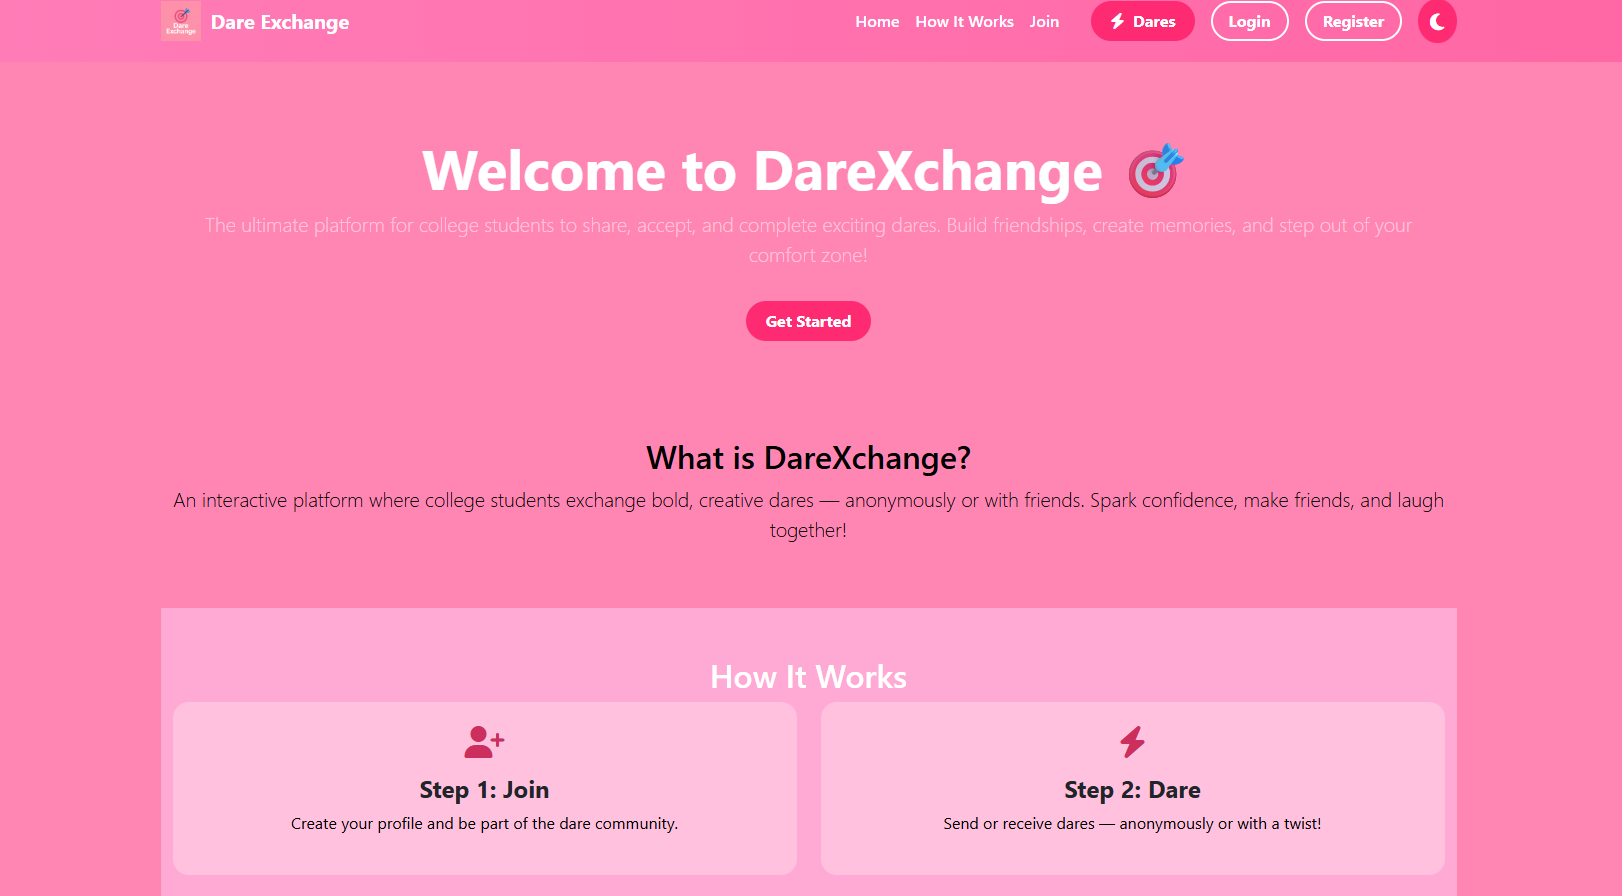 Dare Exchange
Dare Exchange
Home
How It Works
Join
Dares
Login
Register
Welcome to DareXchange
The ultimate platform for college students to share, accept, and complete exciting dares. Build friendships, create memories, and step out of your
comfort zone!
Get Started
What is DareXchange?
An interactive platform where college students exchange bold, creative dares — anonymously or with friends. Spark confidence, make friends, and laugh
together!
How It Works
Step 1: Join
Create your profile and be part of the dare community.
Step 2: Dare
Send or receive dares — anonymously or with a twist!